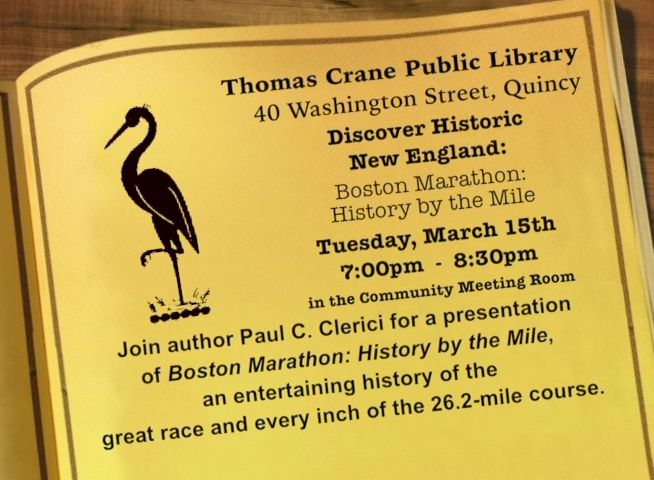 Thomas Crane Public Library
40 Washington Street, Quincy
Discover Historic
New England:
Boston Marathon:
History by the Mile
Tuesday, March 15th
7:00pm - 8:30pm
in the Community Meeting Room
Join author Paul C. Clerici for a presentation
of Boston Marathon: History by the Mile,
an entertaining history of the
great race and every inch of the 26.2-mile course.